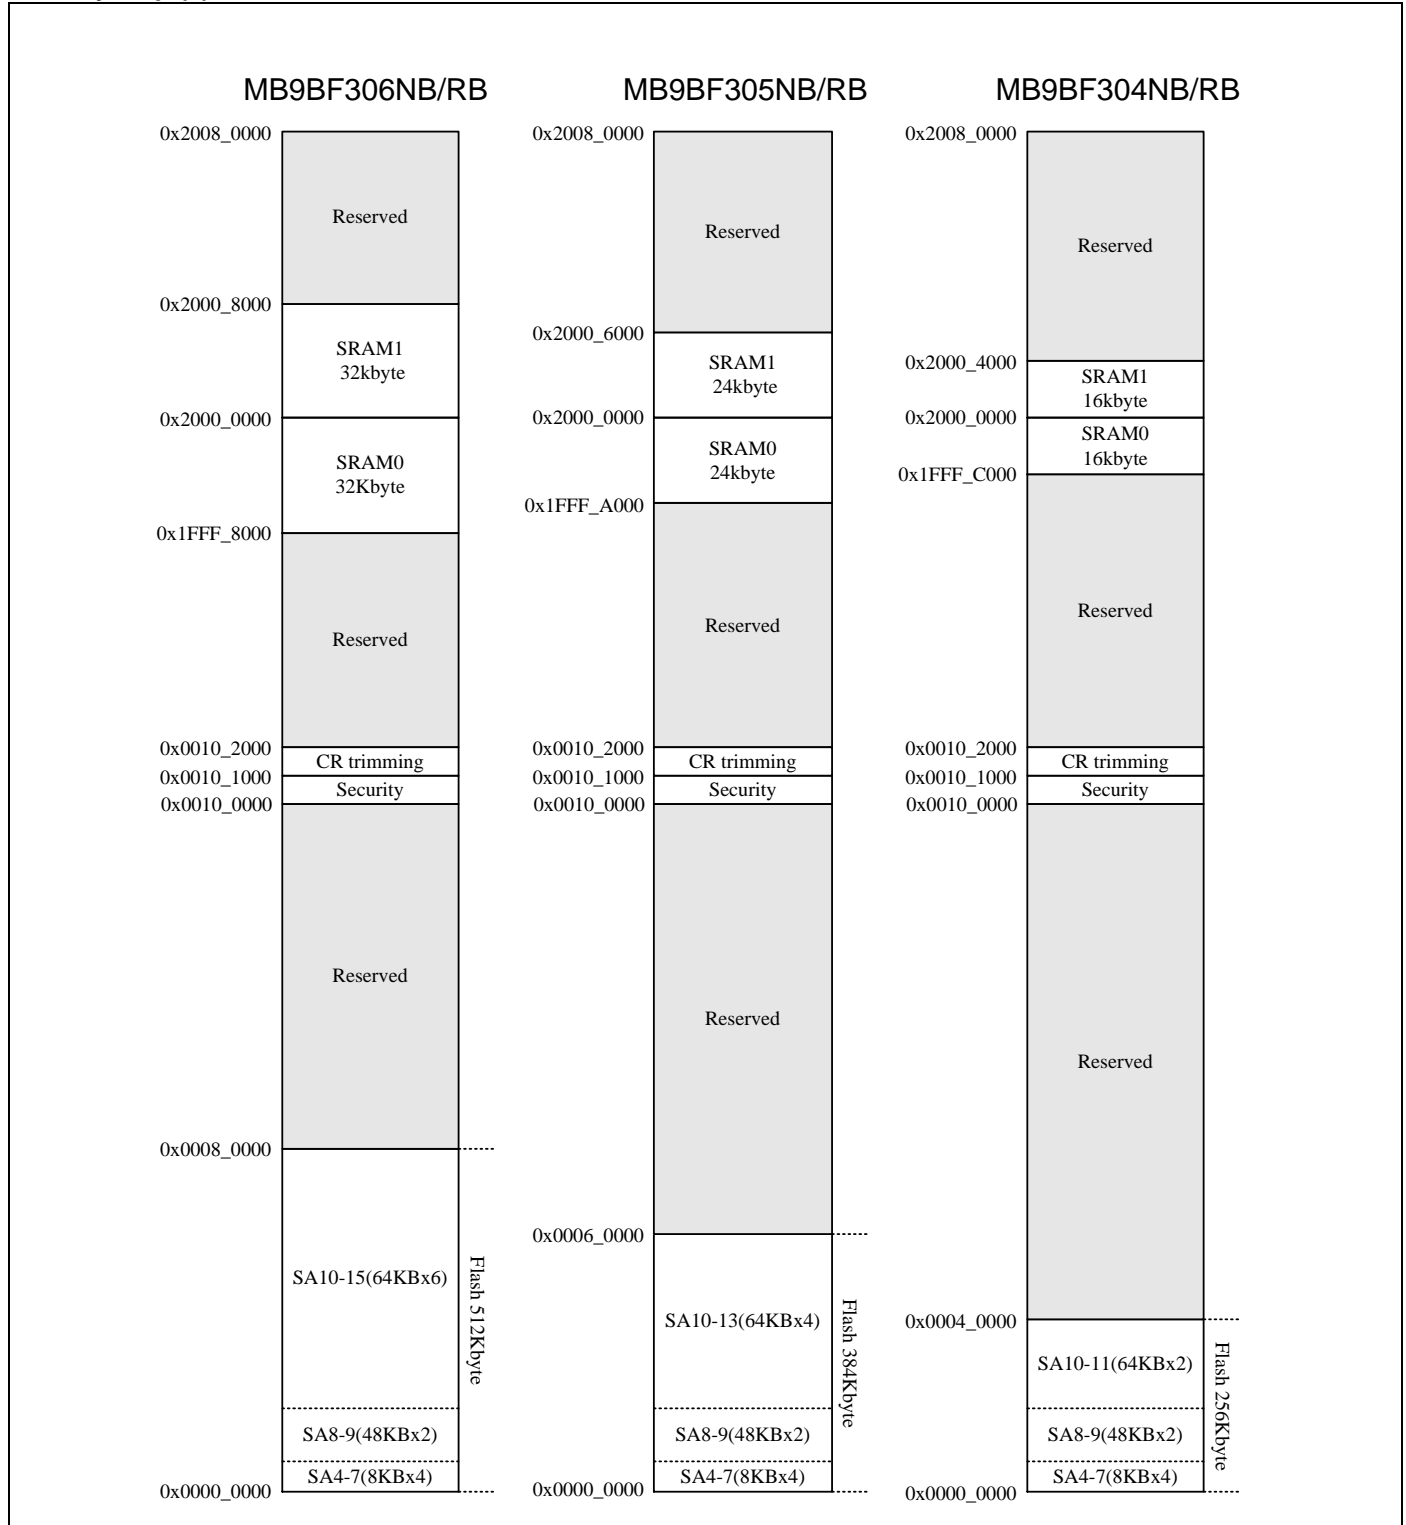 MB9BF306NB/RB
0x2008_0000
Reserved
0x2000_8000
SRAM1
32kbyte
0x2000_0000
SRAM0
32Kbyte
0x1FFF_8000
Reserved
0x0010_2000
CR trimming
0x0010_1000
Security
0x0010_0000
Reserved
0x0008_0000
SA10-15(64KBx6)
Flash 512Kbyte
SA8-9(48KBx2)
SA4-7(8KBx4)
0x0000_0000
MB9BF305NB/RB
0x2008_0000
Reserved
0x2000_6000
SRAM1
24kbyte
0x2000_0000
SRAM0
24kbyte
0x1FFF_A000
Reserved
0x0010_2000
CR trimming
0x0010_1000
Security
0x0010_0000
Reserved
0x0006_0000
SA10-13(64KBx4)
Flash 384Kbyte
SA8-9(48KBx2)
SA4-7(8KBx4)
0x0000_0000
MB9BF304NB/RB
0x2008_0000
Reserved
0x2000_4000
SRAM1
16kbyte
0x2000_0000
SRAM0
16kbyte
0x1FFF_C000
Reserved
0x0010_2000
CR trimming
0x0010_1000
Security
0x0010_0000
Reserved
0x0004_0000
SA10-11(64KBx2)
Flash 256Kbyte
SA8-9(48KBx2)
SA4-7(8KBx4)
0x0000_0000